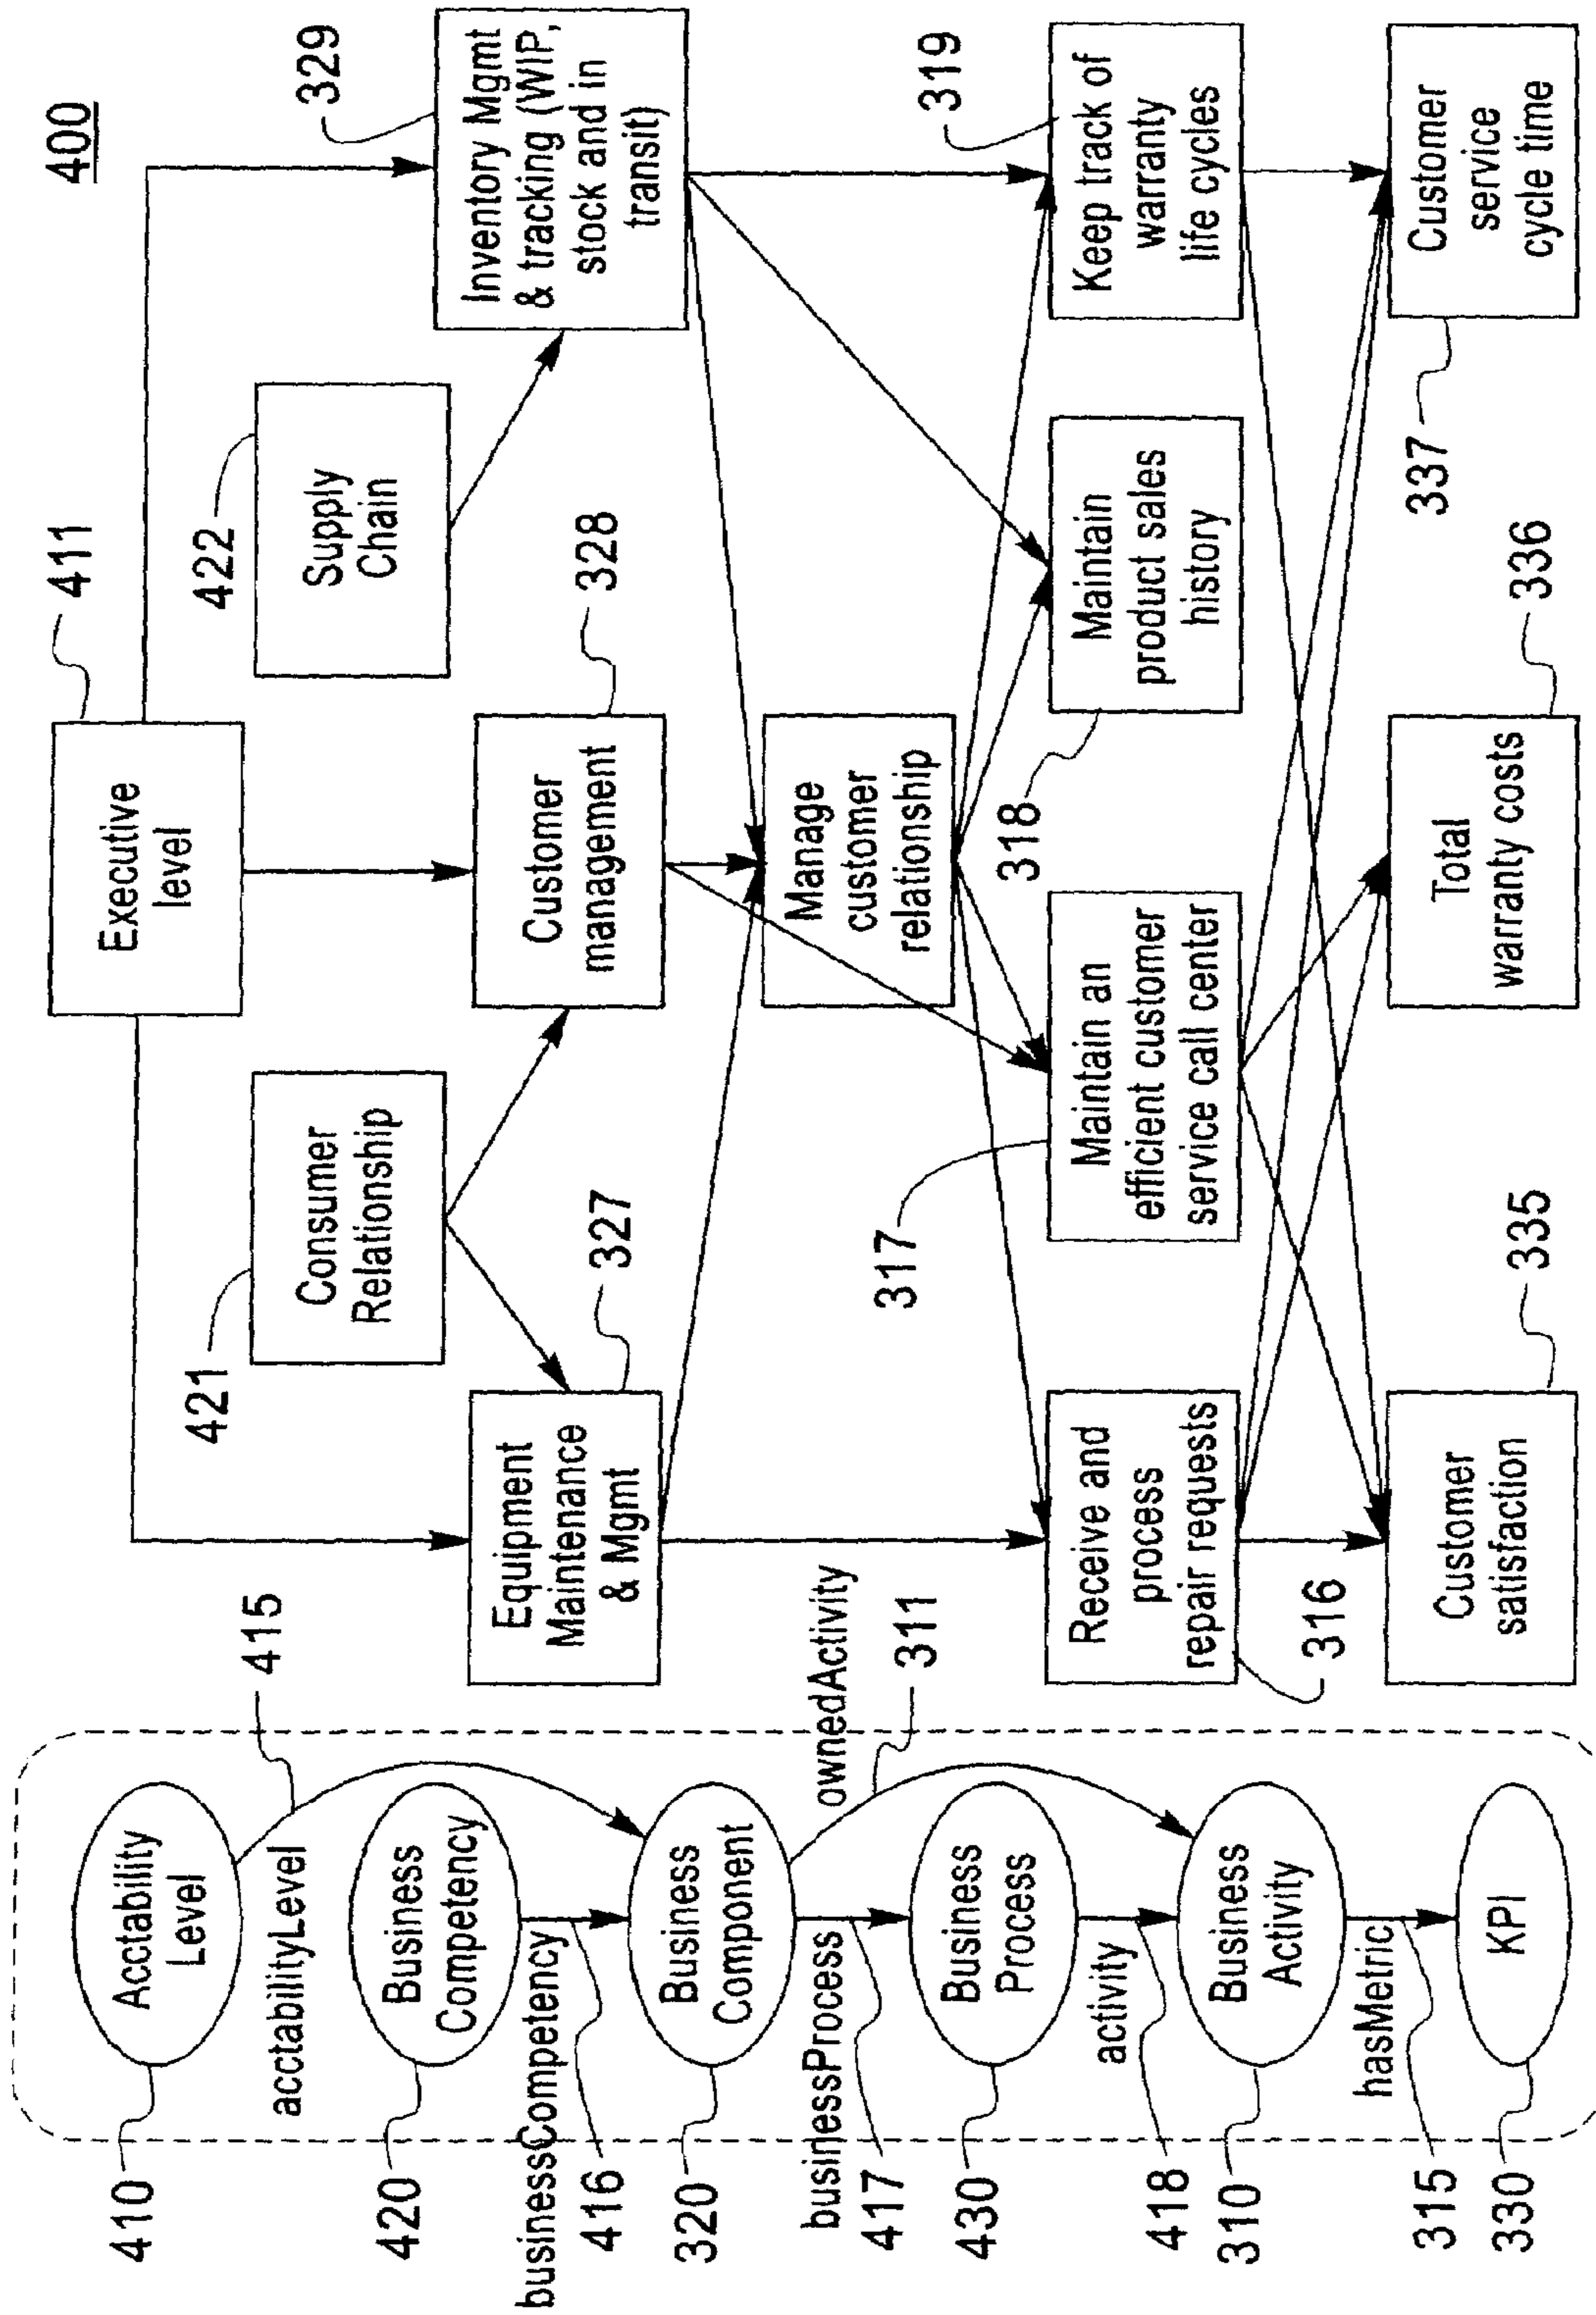 400
410
Acctability
Level
415
acctabilityLevel
420
Business
Competency
businessCompetency
416
320
Business
Component
businessProcess
417
ownedActivity
311
430
Business
Process
activity
418
310
Business
Activity
hasMetric
315
330
KPI
Executive
level
411
421
Consumer
Relationship
422
Supply
Chain
Equipment
Maintenance
& Mgmt
327
Customer
management
328
Inventory Mgmt
& tracking (WIP,
stock and in
transit)
329
Manage
customer
relationship
Receive and
process
repair requests
316
317
Maintain an
efficient customer
service call center
318
Maintain
product sales
history
319
Keep track of
warranty
life cycles
Customer
satisfaction
335
Total
warranty costs
336
337
Customer
service
cycle time